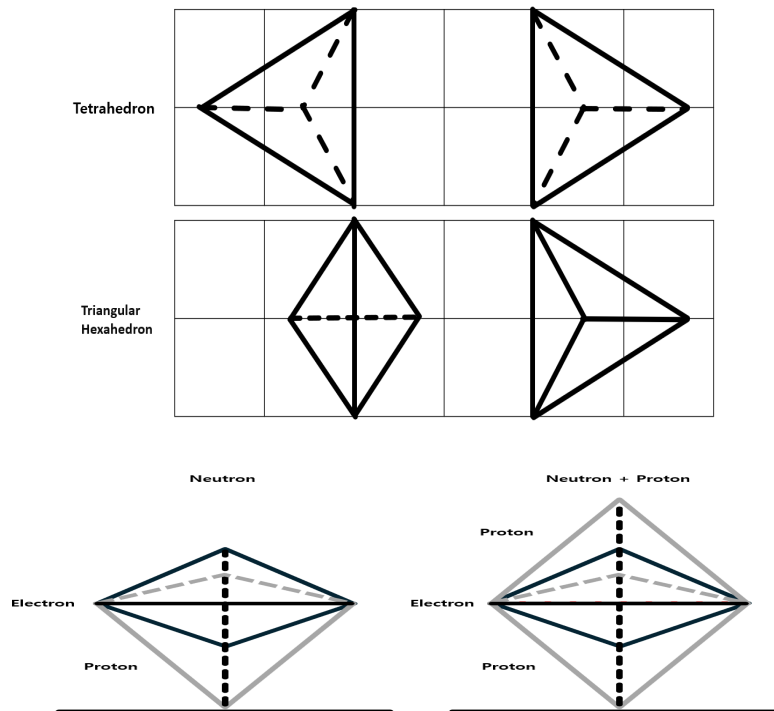 Tetrahedron
Triangular
Hexahedron
Neutron
Neutron + Proton
Proton
Electron
Electron
Proton
Proton